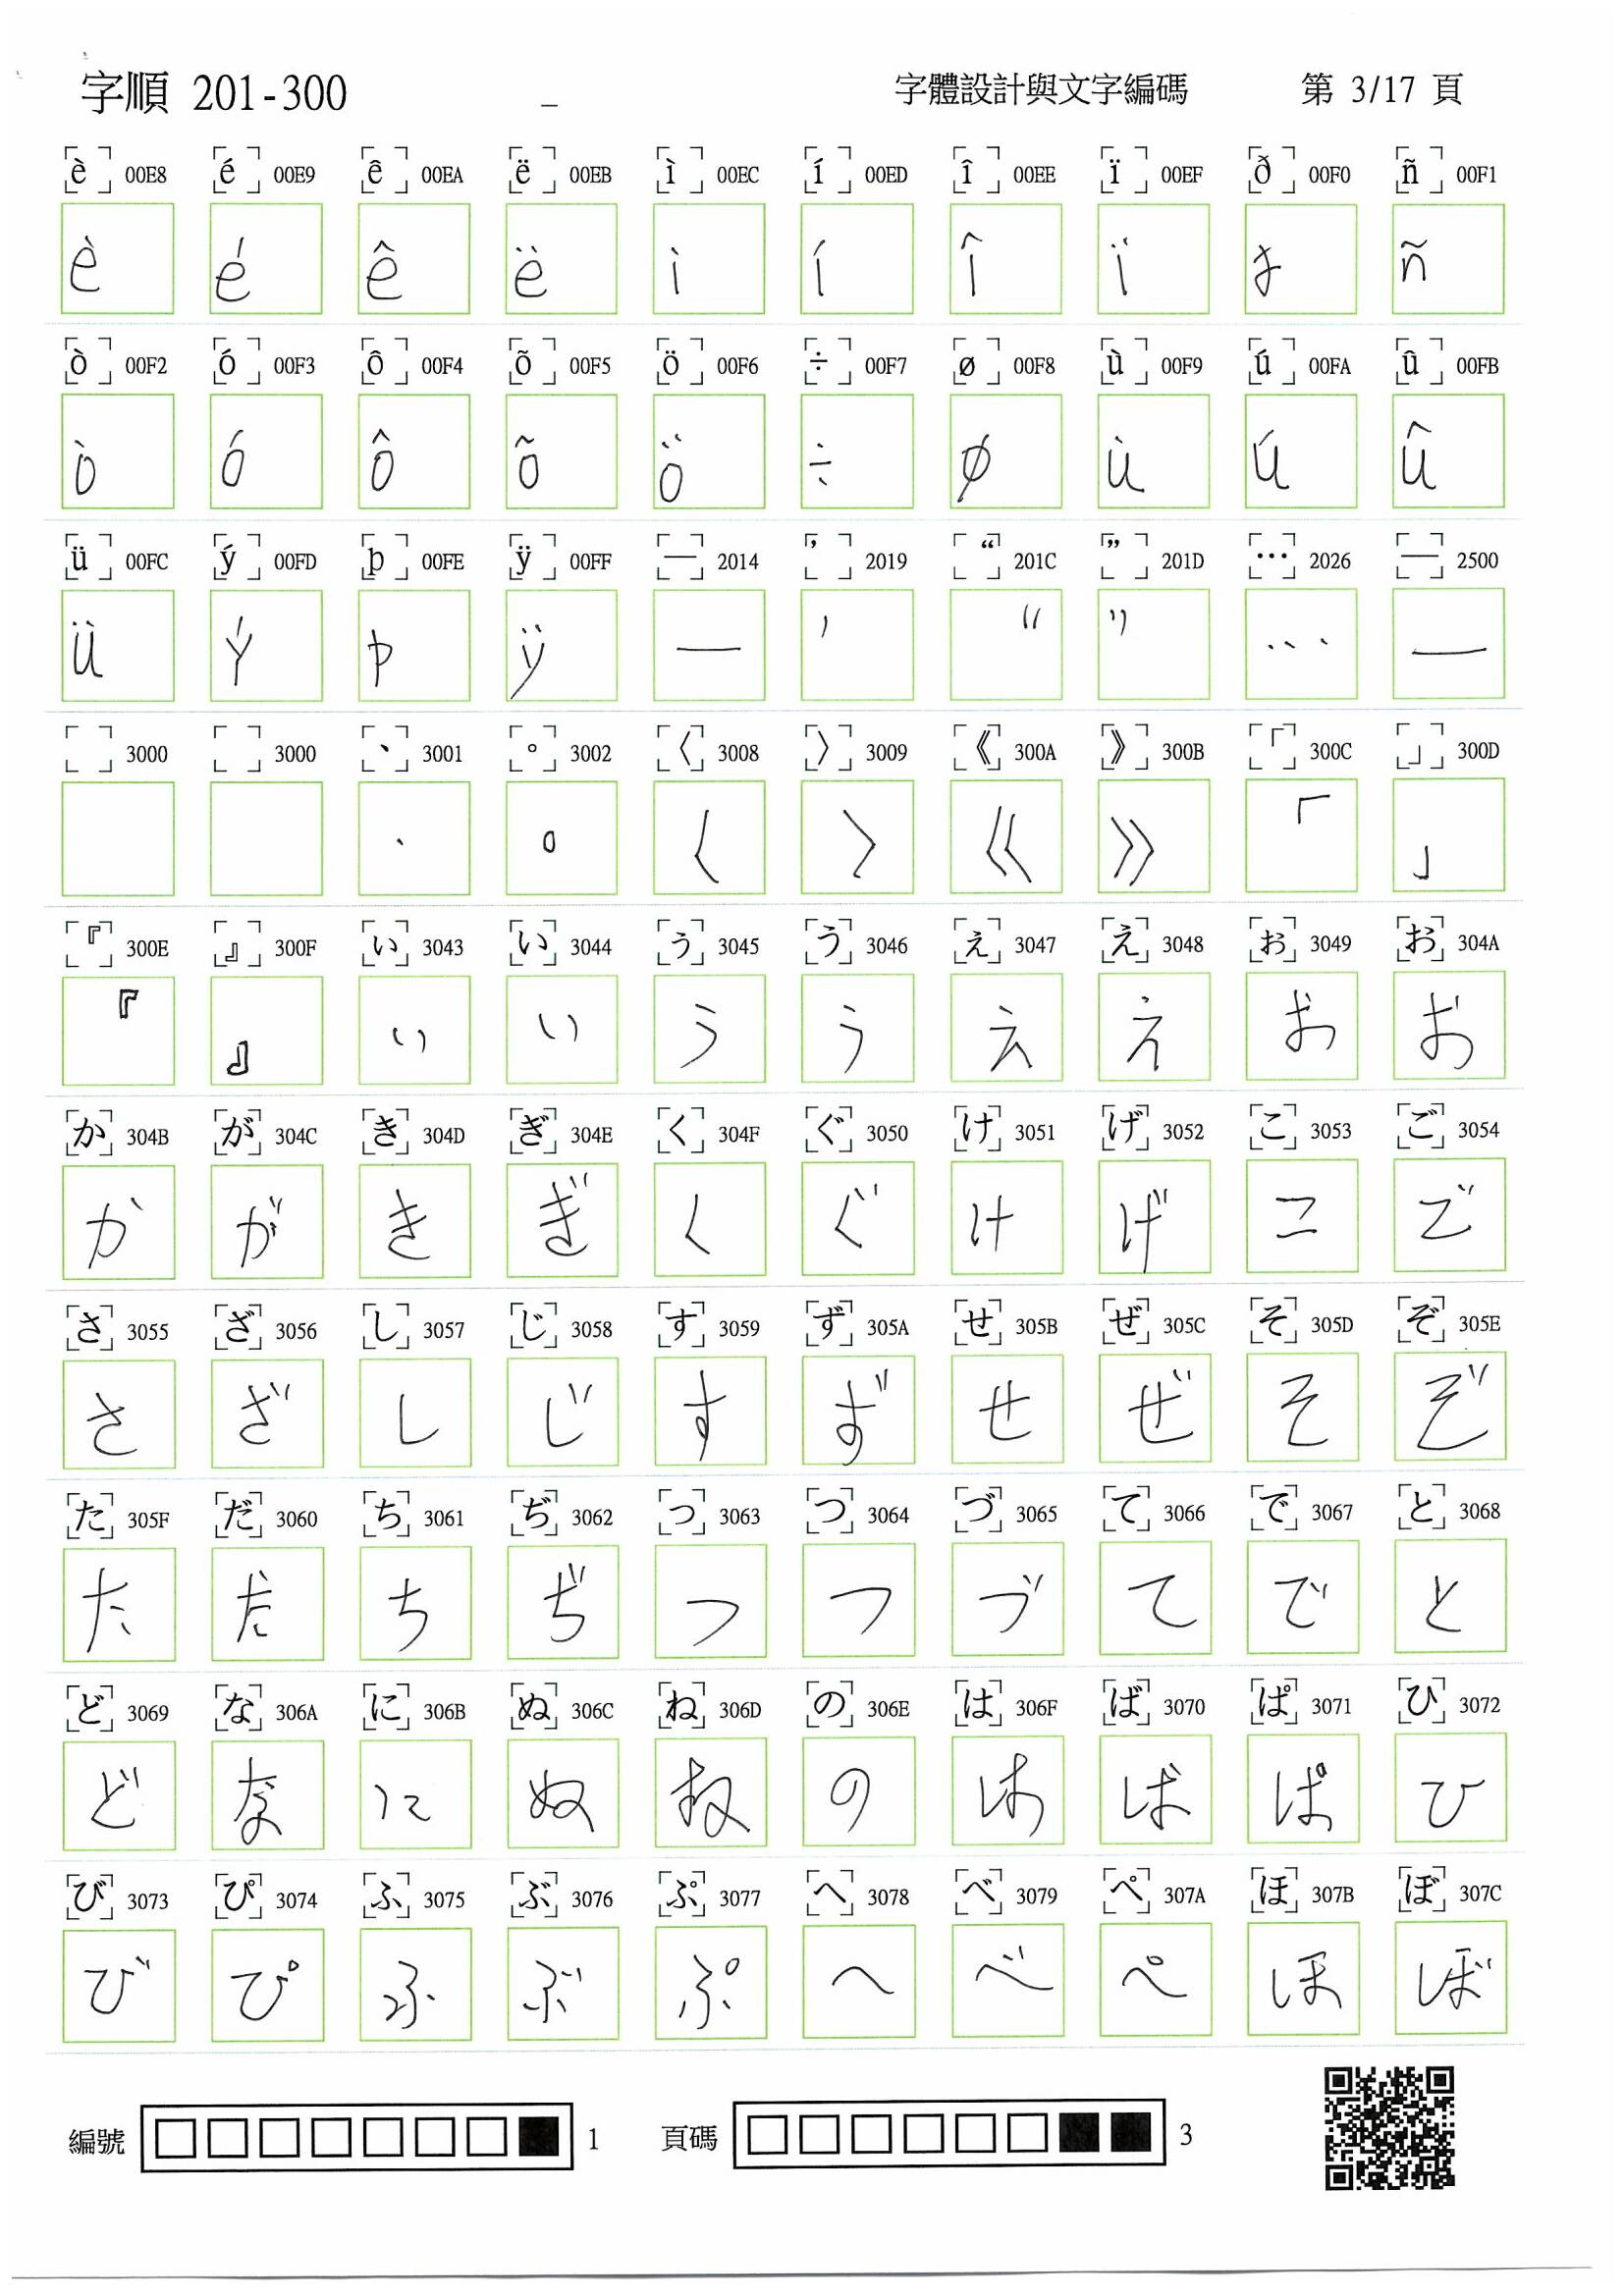 字順 201-300 _ 字體設計與文字編碼 第 3/17 頁
è 00E8 é 00E9 ê 00EA ë 00EB ì 00EC í 00ED î 00EE ï 00EF ð 00F0 ñ 00F1
è é ê ë ì í î ï ð ñ
ò 00F2 ó 00F3 ô 00F4 õ 00F5 ö 00F6 ÷ 00F7 ø 00F8 ù 00F9 ú 00FA û 00FB
ò ó ô õ ö ÷ ø ù ú û
ü 00FC ý 00FD þ 00FE ÿ 00FF — 2014 ’ 2019 “ 201C ” 201D … 2026 ─ 2500
ü ý þ ÿ — ’ “ ” … ─
3000 3000 、 3001 。 3002 〈 3008 〉 3009 《 300A 》 300B 「 300C 」 300D
、 。 〈 〉 《 》 「 」
『 300E 』 300F ぃ 3043 い 3044 ぅ 3045 う 3046 ぇ 3047 え 3048 ぉ 3049 お 304A
『 』 ぃ い ぅ う ぇ え ぉ お
か 304B が 304C き 304D ぎ 304E く 304F ぐ 3050 け 3051 げ 3052 こ 3053 ご 3054
か が き ぎ く ぐ け げ こ ご
さ 3055 ざ 3056 し 3057 じ 3058 す 3059 ず 305A せ 305B ぜ 305C そ 305D ぞ 305E
さ ざ し じ す ず せ ぜ そ ぞ
た 305F だ 3060 ち 3061 ぢ 3062 っ 3063 つ 3064 づ 3065 て 3066 で 3067 と 3068
た だ ち ぢ っ つ づ て で と
ど 3069 な 306A に 306B ぬ 306C ね 306D の 306E は 306F ば 3070 ぱ 3071 ひ 3072
ど な に ぬ ね の は ば ぱ ひ
び 3073 ぴ 3074 ふ 3075 ぶ 3076 ぷ 3077 へ 3078 べ 3079 ぺ 307A ほ 307B ぼ 307C
び ぴ ふ ぶ ぷ へ べ ぺ ほ ぼ
編號 1 頁碼 3